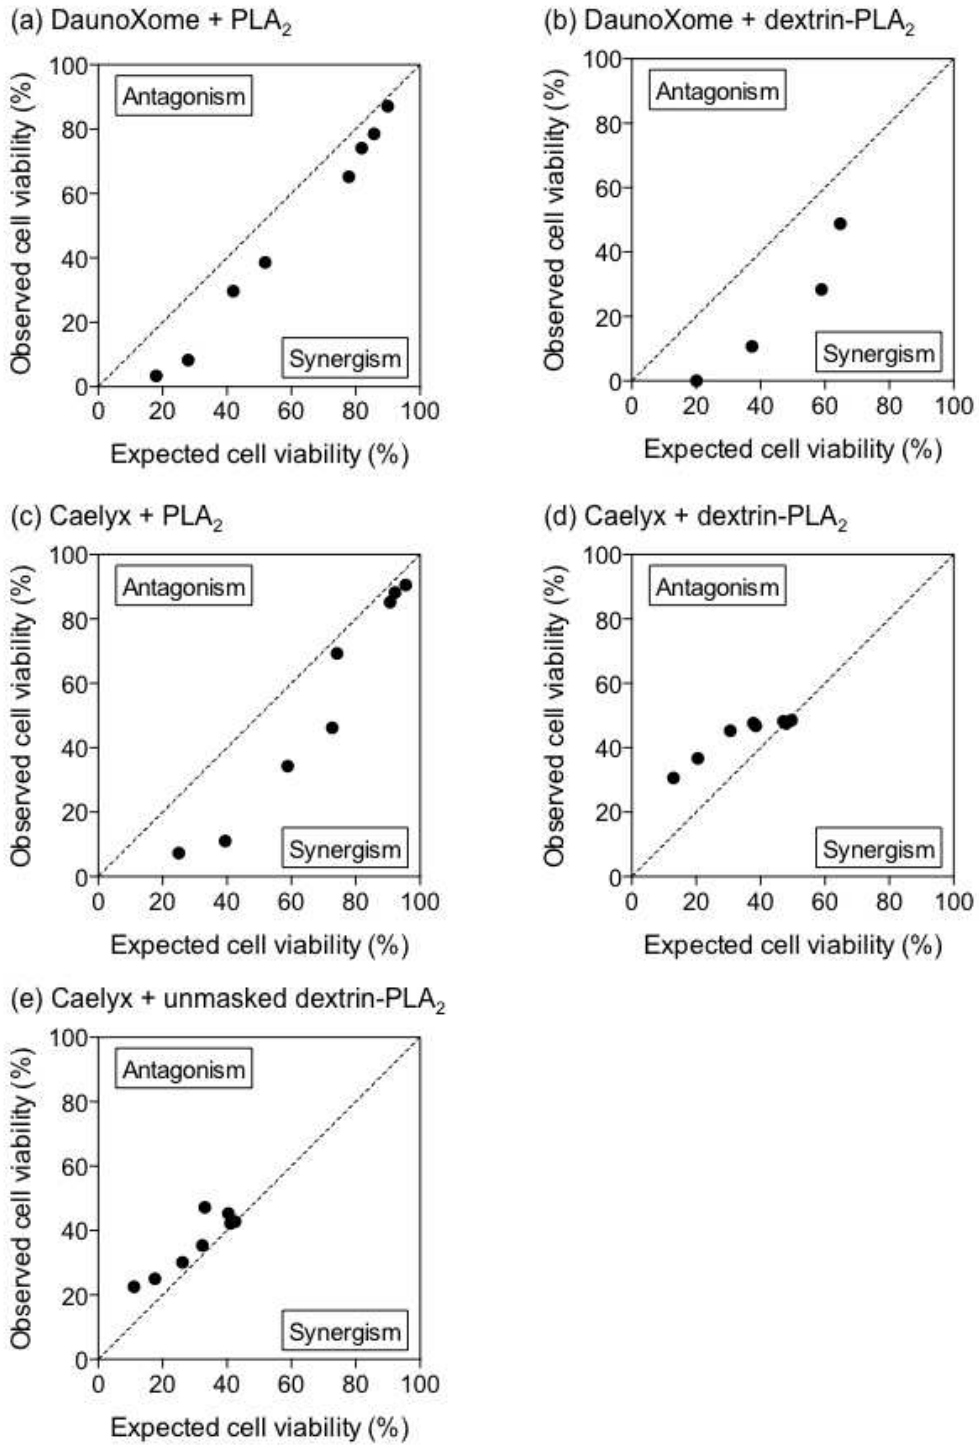 (a) DaunoXome + PLA₂
100
80
60
40
20
0
Observed cell viability (%)
Antagonism
Synergism
0 20 40 60 80 100
Expected cell viability (%)
(b) DaunoXome + dextrin-PLA₂
100
80
60
40
20
0
Observed cell viability (%)
Antagonism
Synergism
0 20 40 60 80 100
Expected cell viability (%)
(c) Caelyx + PLA₂
100
80
60
40
20
0
Observed cell viability (%)
Antagonism
Synergism
0 20 40 60 80 100
Expected cell viability (%)
(d) Caelyx + dextrin-PLA₂
100
80
60
40
20
0
Observed cell viability (%)
Antagonism
Synergism
0 20 40 60 80 100
Expected cell viability (%)
(e) Caelyx + unmasked dextrin-PLA₂
100
80
60
40
20
0
Observed cell viability (%)
Antagonism
Synergism
0 20 40 60 80 100
Expected cell viability (%)